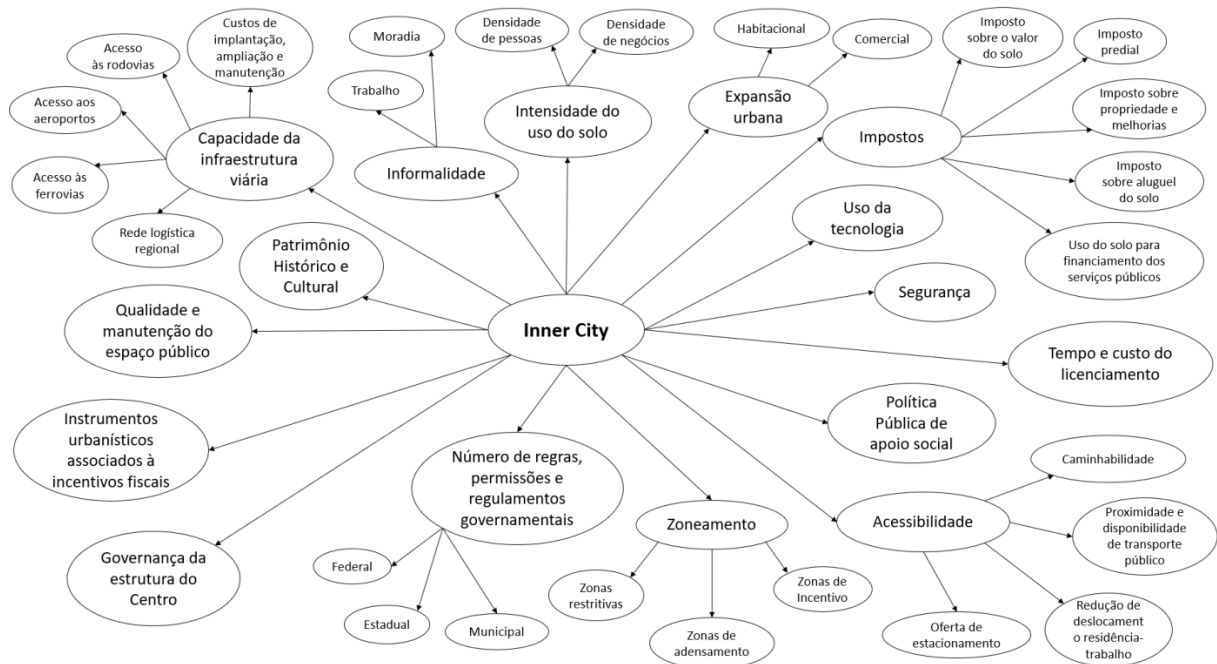 Custos de
implantação,
ampliação e
manutenção
Acesso
às rodovias
Acesso aos
aeroportos
Acesso às
ferrovias
Rede logística
regional
Capacidade da
infraestrutura
viária
Moradia
Trabalho
Informalidade
Densidade
de pessoas
Densidade
de negócios
Intensidade do
uso do solo
Habitacional
Comercial
Expansão
urbana
Imposto
sobre o valor
do solo
Imposto
predial
Imposto sobre
propriedade e
melhorias
Imposto
sobre aluguel
do solo
Uso do solo para
financiamento dos
serviços públicos
Impostos
Uso da
tecnologia
Segurança
Tempo e custo do
licenciamento
Patrimônio
Histórico e
Cultural
Qualidade e
manutenção do
espaço público
Inner City
Instrumentos
urbanísticos
associados à
incentivos fiscais
Governança da
estrutura do
Centro
Número de regras,
permissões e
regulamentos
governamentais
Federal
Estadual
Municipal
Zoneamento
Zonas
restritivas
Zonas de
adensamento
Zonas de
Incentivo
Política
Pública de
apoio social
Acessibilidade
Caminhabilidade
Proximidade e
disponibilidade
de transporte
público
Redução de
deslocament
o residência-
trabalho
Oferta de
estacionamento